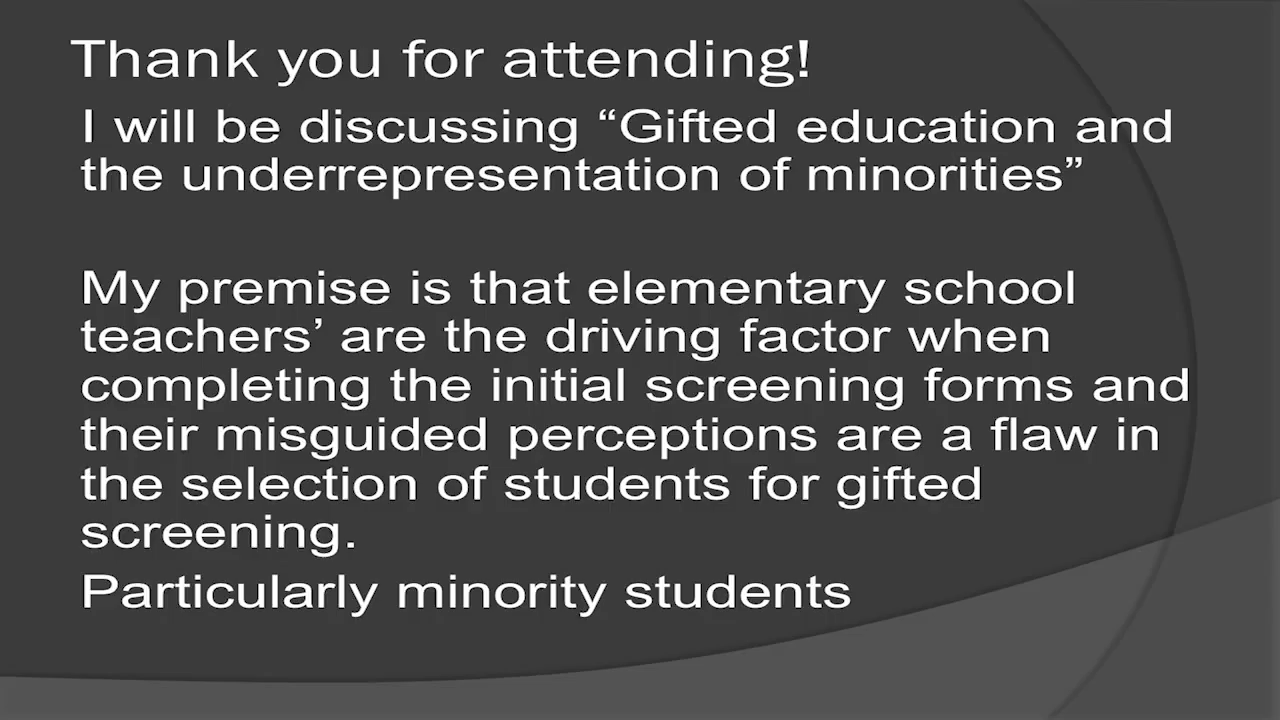 Thank you for attending!
I will be discussing “Gifted education and
the underrepresentation of minorities”
My premise is that elementary school
teachers’ are the driving factor when
completing the initial screening forms and
their misguided perceptions are a flaw in
the selection of students for gifted
screening.
Particularly minority students